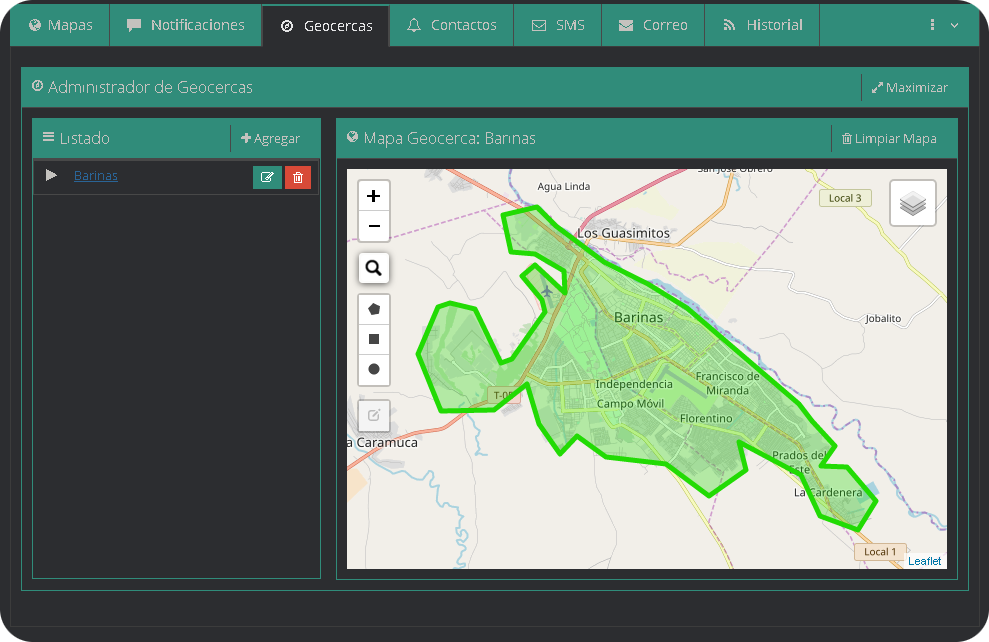 Mapas Notificaciones Geocercas Contactos SMS Correo Historial
Administrador de Geocercas Maximizar
Listado Agregar
Mapa Geocerca: Barinas Limpiar Mapa
Barinas
San José Obrero
Agua Linda
Local 3
Los Guasimitos
Barinas
Jobalito
Francisco de
Miranda
Independencia
Campo Móvil
Florentino
T-05
a Caramuca
Prados del
Este
La Cardenera
Local 1
Leaflet